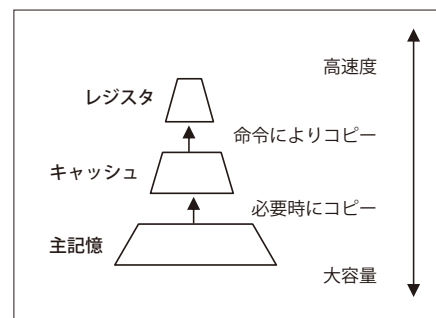 高速度
レジスタ
命令によりコピー
キャッシュ
必要時にコピー
主記憶
大容量